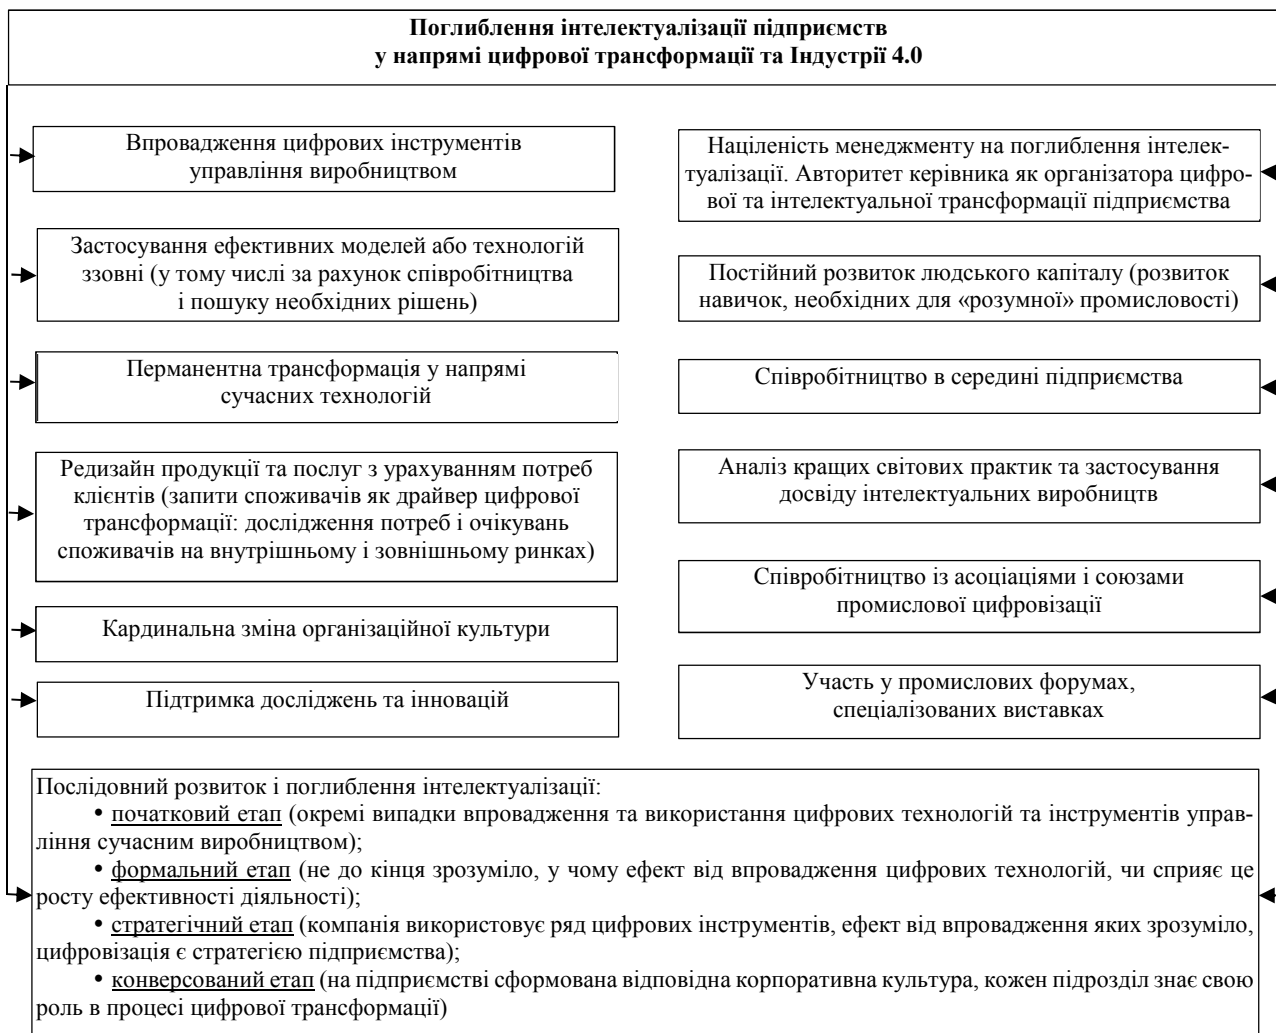 Поглиблення інтелектуалізації підприємств
у напрямі цифрової трансформації та Індустрії 4.0
Впровадження цифрових інструментів
управління виробництвом
Застосування ефективних моделей або технологій
ззовні (у тому числі за рахунок співробітництва
і пошуку необхідних рішень)
Перманентна трансформація у напрямі
сучасних технологій
Редизайн продукції та послуг з урахуванням потреб
клієнтів (запити споживачів як драйвер цифрової
трансформації: дослідження потреб і очікувань
споживачів на внутрішньому і зовнішньому ринках)
Кардинальна зміна організаційної культури
Підтримка досліджень та інновацій
Націленість менеджменту на поглиблення інтелек-
туалізації. Авторитет керівника як організатора цифро-
вої та інтелектуальної трансформації підприємства
Постійний розвиток людського капіталу (розвиток
навичок, необхідних для «розумної» промисловості)
Співробітництво в середині підприємства
Аналіз кращих світових практик та застосування
досвіду інтелектуальних виробництв
Співробітництво із асоціаціями і союзами
промислової цифровізації
Участь у промислових форумах,
спеціалізованих виставках
Послідовний розвиток і поглиблення інтелектуалізації:
• початковий етап (окремі випадки впровадження та використання цифрових технологій та інструментів управ-
ління сучасним виробництвом);
• формальний етап (не до кінця зрозуміло, у чому ефект від впровадження цифрових технологій, чи сприяє це
росту ефективності діяльності);
• стратегічний етап (компанія використовує ряд цифрових інструментів, ефект від впровадження яких зрозуміло,
цифровізація є стратегією підприємства);
• конверсований етап (на підприємстві сформована відповідна корпоративна культура, кожен підрозділ знає свою
роль в процесі цифрової трансформації)